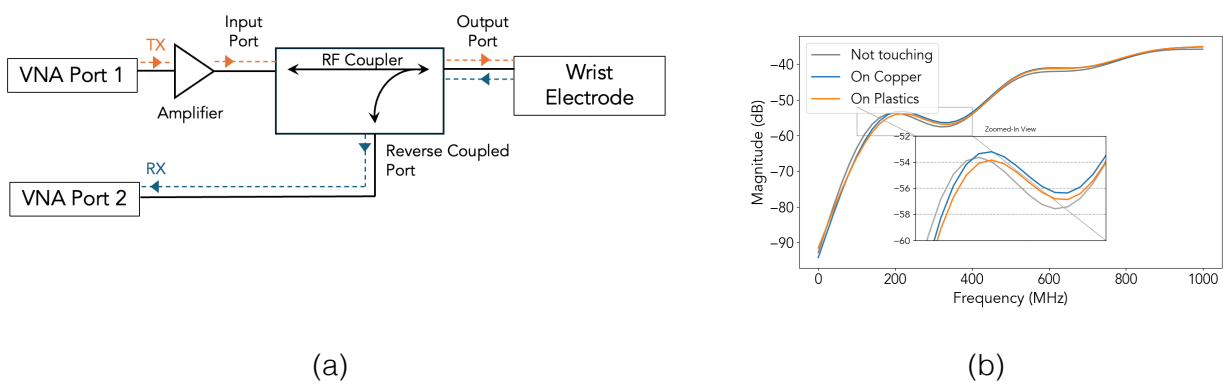 Input
Port
Output
Port
TX
VNA Port 1
Amplifier
RF Coupler
Wrist
Electrode
Reverse Coupled
Port
RX
VNA Port 2
(a)
Magnitude (dB)
−40
−50
−60
−70
−80
−90
Not touching
On Copper
On Plastics
Zoomed-In View
−52
−54
−56
−58
−60
0
200
400
600
800
1000
Frequency (MHz)
(b)